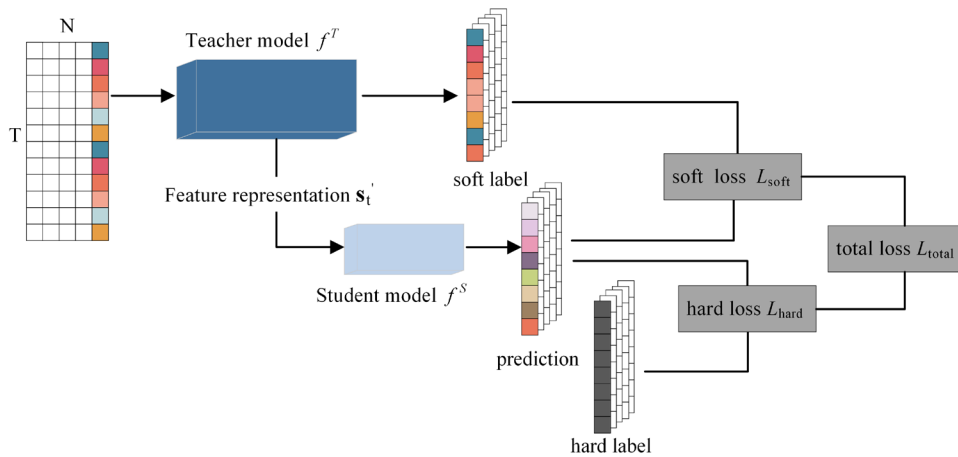 N
Teacher model f^T
T
soft label
soft loss L_soft
Feature representation s_t'
total loss L_total
Student model f^S
hard loss L_hard
prediction
hard label